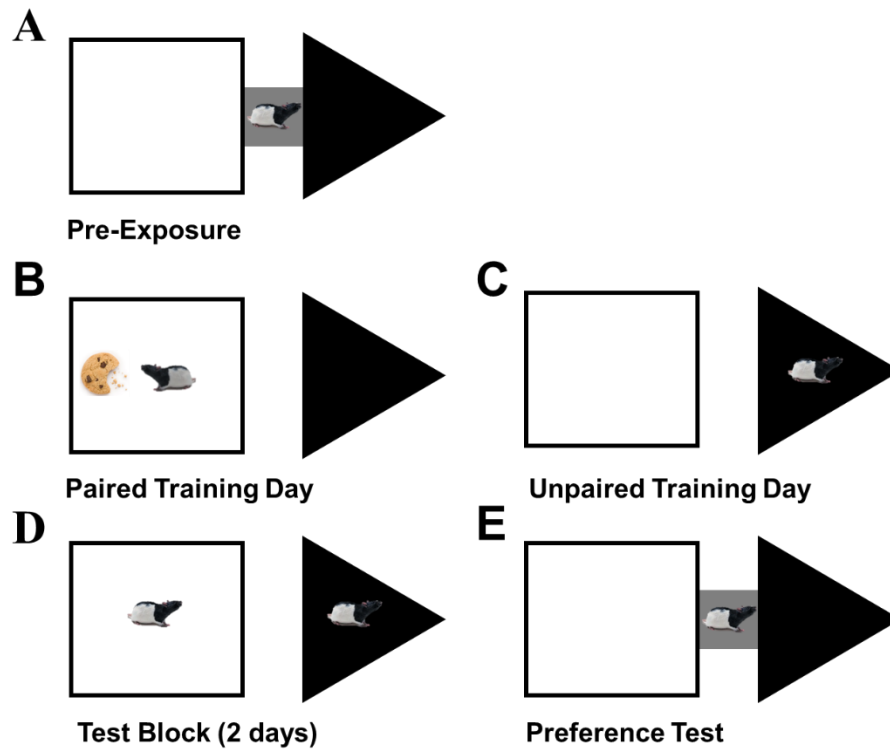 A
Pre-Exposure
B
C
Paired Training Day
Unpaired Training Day
D
E
Test Block (2 days)
Preference Test